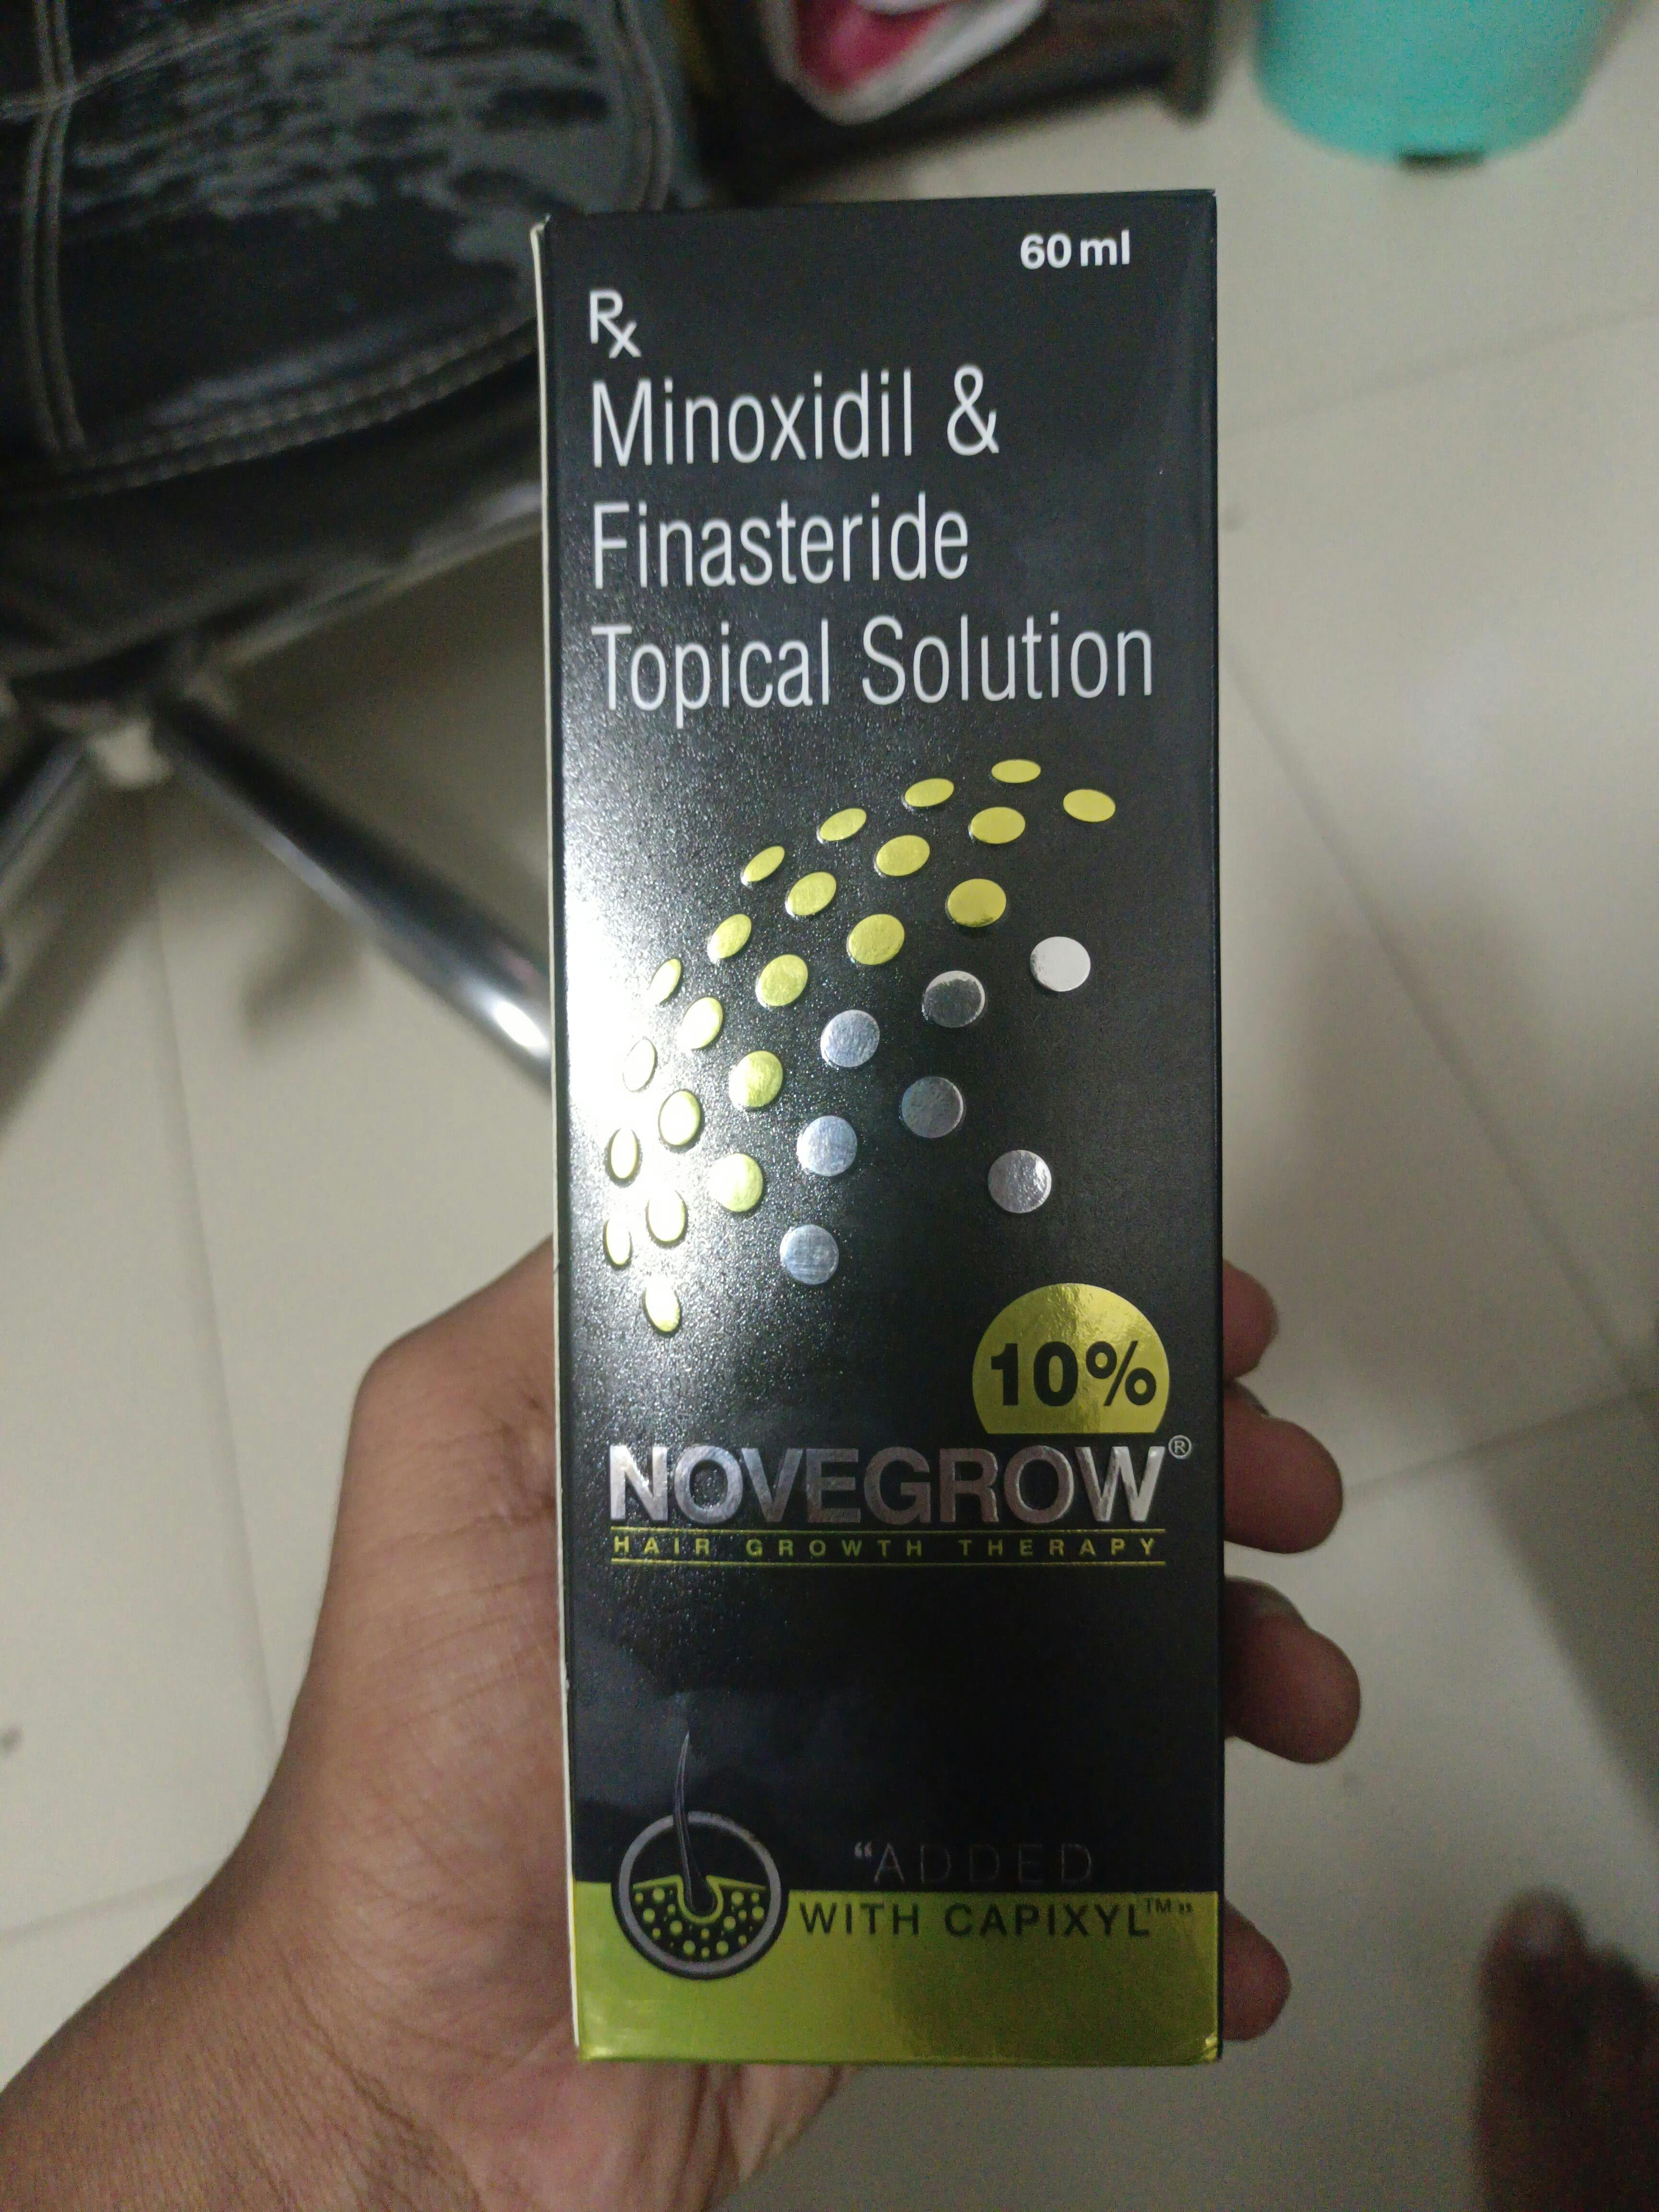 60 ml
Rx
Minoxidil &
Finasteride
Topical Solution
10%
NOVEGROW®
HAIR GROWTH THERAPY
“ADDED
WITH CAPIXYL™”